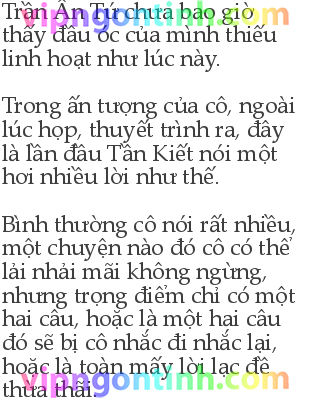 Trần Ân Tứ chưa bao giờ
thấy đầu óc của mình thiếu
linh hoạt như lúc này.
Trong ấn tượng của cô, ngoài
lúc họp, thuyết trình ra, đây
là lần đầu Tần Kiết nói một
hơi nhiều lời như thế.
Bình thường cô nói rất nhiều,
một chuyện nào đó cô có thể
lải nhải mãi không ngừng,
nhưng trọng điểm chỉ có một
hai câu, hoặc là một hai câu
đó sẽ bị cô nhắc đi nhắc lại,
hoặc là toàn mấy lời lạc đề
thừa thãi.
vipngontinh.com
vipngontinh.com